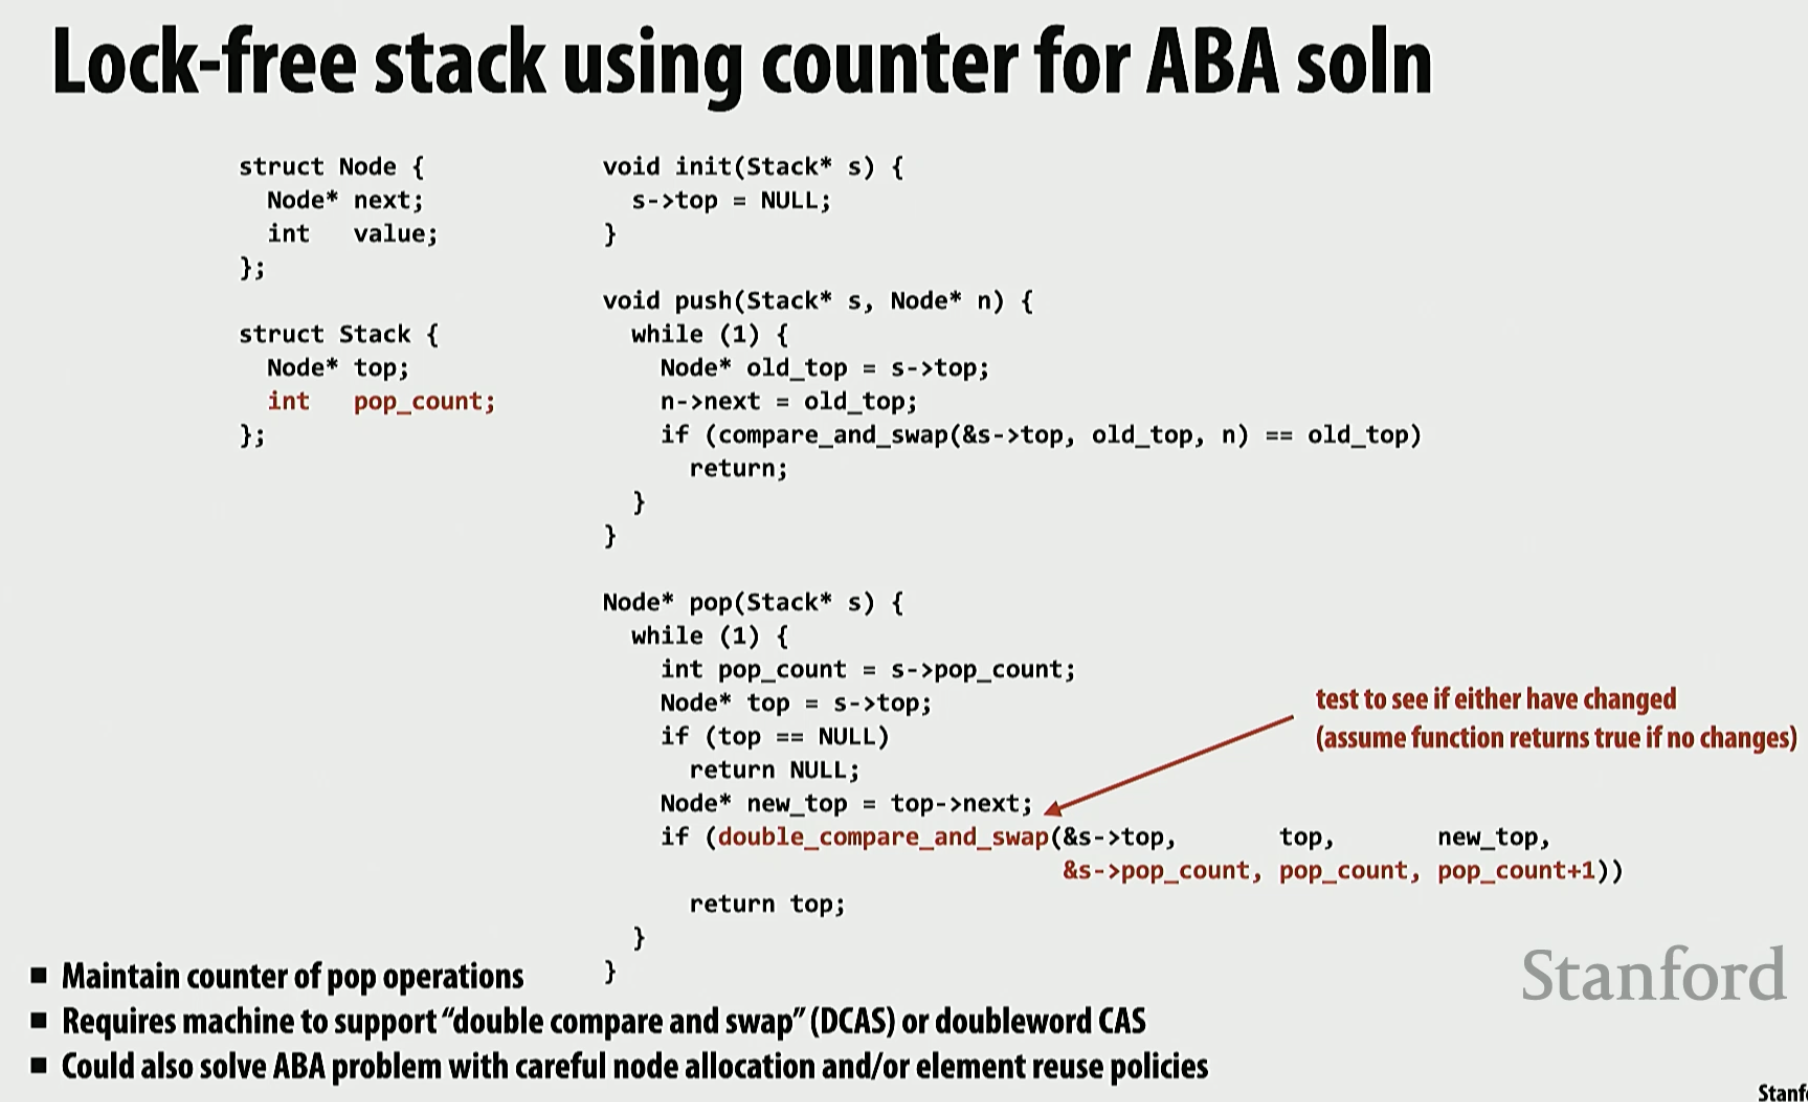 Lock-free stack using counter for ABA soln
struct Node {
Node* next;
int value;
};
struct Stack {
Node* top;
int pop_count;
};
void init(Stack* s) {
s->top = NULL;
}
void push(Stack* s, Node* n) {
while (1) {
Node* old_top = s->top;
n->next = old_top;
if (compare_and_swap(&s->top, old_top, n) == old_top)
return;
}
}
Node* pop(Stack* s) {
while (1) {
int pop_count = s->pop_count;
Node* top = s->top;
if (top == NULL)
return NULL;
Node* new_top = top->next;
if (double_compare_and_swap(&s->top, top, new_top,
&s->pop_count, pop_count, pop_count+1))
return top;
}
}
test to see if either have changed
(assume function returns true if no changes)
■ Maintain counter of pop operations
■ Requires machine to support “double compare and swap” (DCAS) or doubleword CAS
■ Could also solve ABA problem with careful node allocation and/or element reuse policies
Stanford